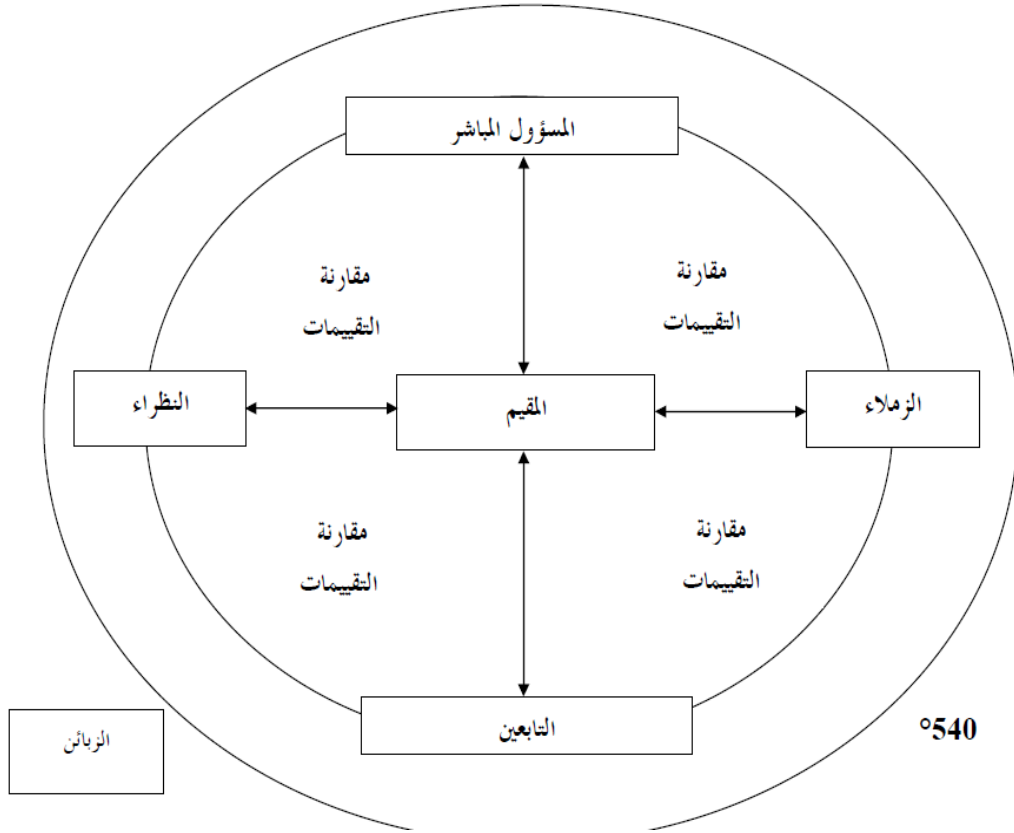 المسؤول المباشر
مقارنة
التقييمات
مقارنة
التقييمات
الزملاء
المقيم
النظراء
مقارنة
التقييمات
مقارنة
التقييمات
التابعين
°540
الزبائن